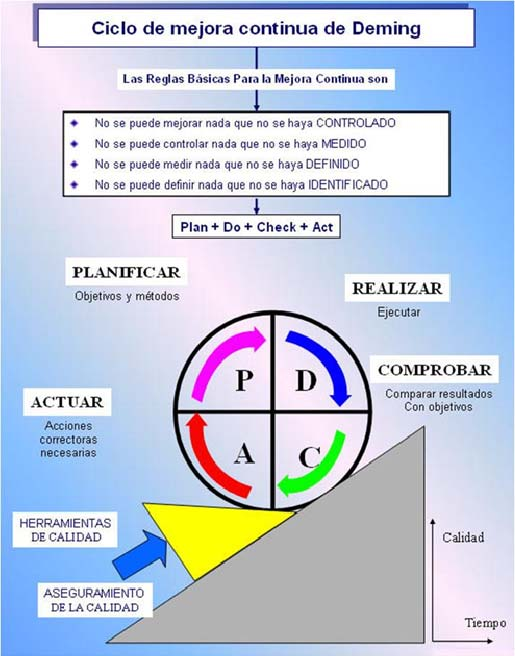 Ciclo de mejora continua de Deming
Las Reglas Básicas Para la Mejora Continua son
No se puede mejorar nada que no se haya CONTROLADO
No se puede controlar nada que no se haya MEDIDO
No se puede medir nada que no se haya DEFINIDO
No se puede definir nada que no se haya IDENTIFICADO
Plan + Do + Check + Act
PLANIFICAR
Objetivos y métodos
REALIZAR
Ejecutar
P
D
COMPROBAR
Comparar resultados
Con objetivos
ACTUAR
Acciones
correctoras
necesarias
A
C
HERRAMIENTAS
DE CALIDAD
ASEGURAMIENTO
DE LA CALIDAD
Calidad
Tiempo